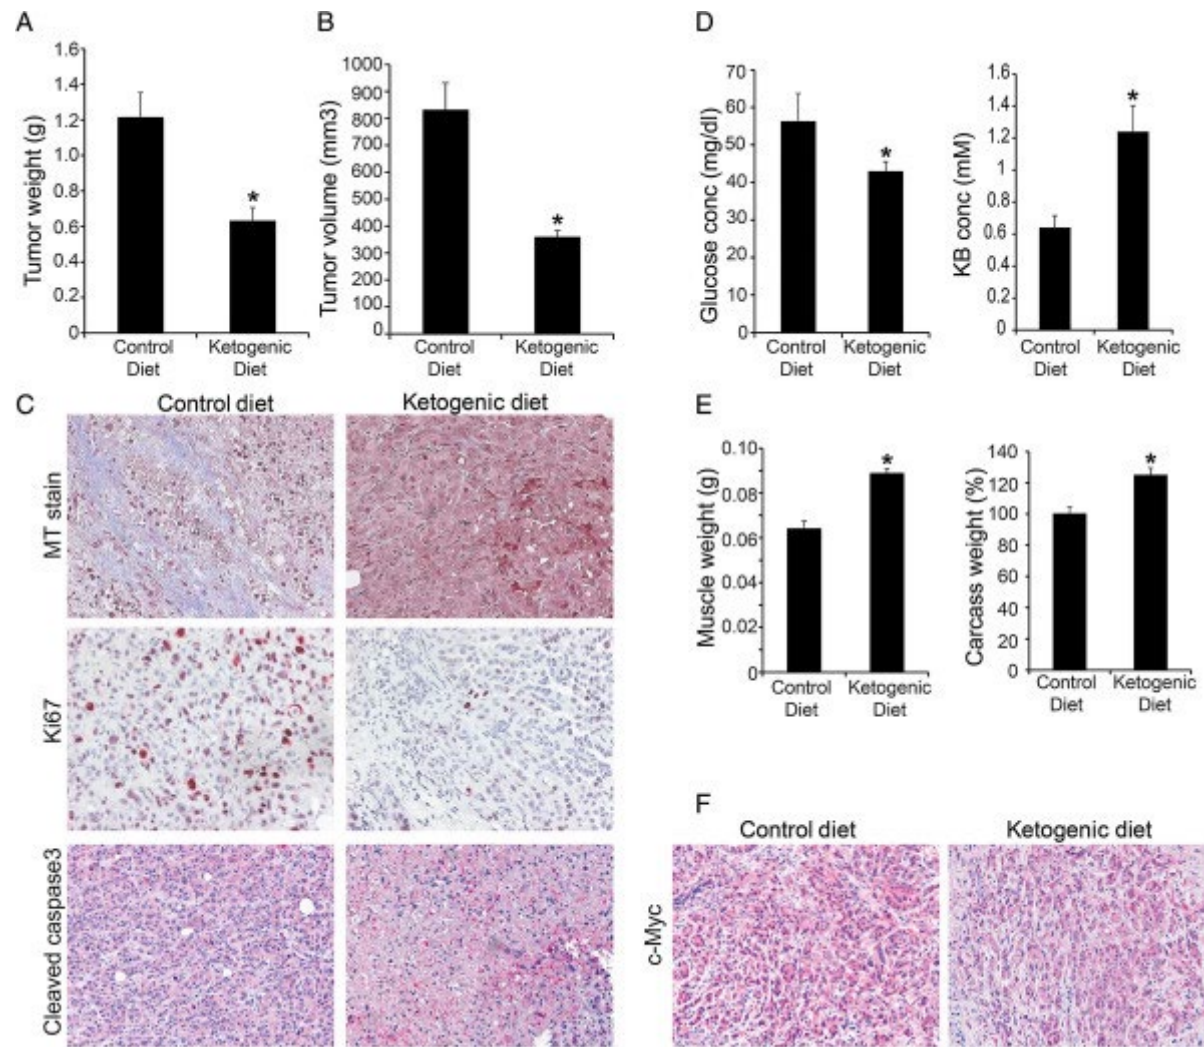 A
1.6
1.4
1.2
1.0
0.8
0.6
0.4
0.2
0
Tumor weight (g)
*
Control Diet
Ketogenic Diet
B
1000
900
800
700
600
500
400
300
200
100
0
Tumor volume (mm3)
*
Control Diet
Ketogenic Diet
C
Control diet
Ketogenic diet
MT stain
Ki67
Cleaved caspase3
D
70
60
50
40
30
20
10
0
Glucose conc (mg/dl)
*
Control Diet
Ketogenic Diet
1.6
1.4
1.2
1
0.8
0.6
0.4
0.2
0
KB conc (mM)
*
Control Diet
Ketogenic Diet
E
0.10
0.08
0.06
0.04
0.02
0
Muscle weight (g)
*
Control Diet
Ketogenic Diet
140
120
100
80
60
40
20
0
Carcass weight (%)
*
Control Diet
Ketogenic Diet
F
Control diet
Ketogenic diet
c-Myc